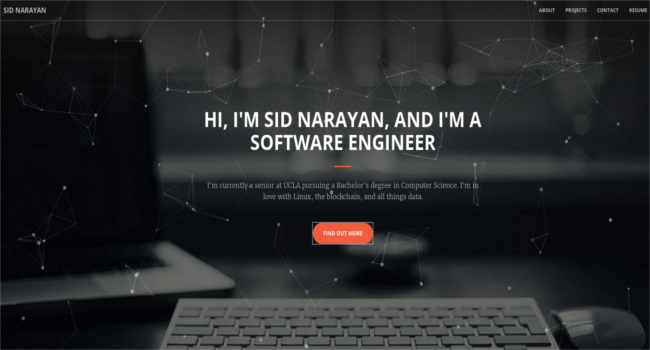 SID NARAYAN
ABOUT PROJECTS CONTACT RESUME
HI, I'M SID NARAYAN, AND I'M A
SOFTWARE ENGINEER
I'm currently a senior at UCLA pursuing a Bachelor's degree in Computer Science. I'm in
love with Linux, the blockchain, and all things data.
FIND OUT MORE